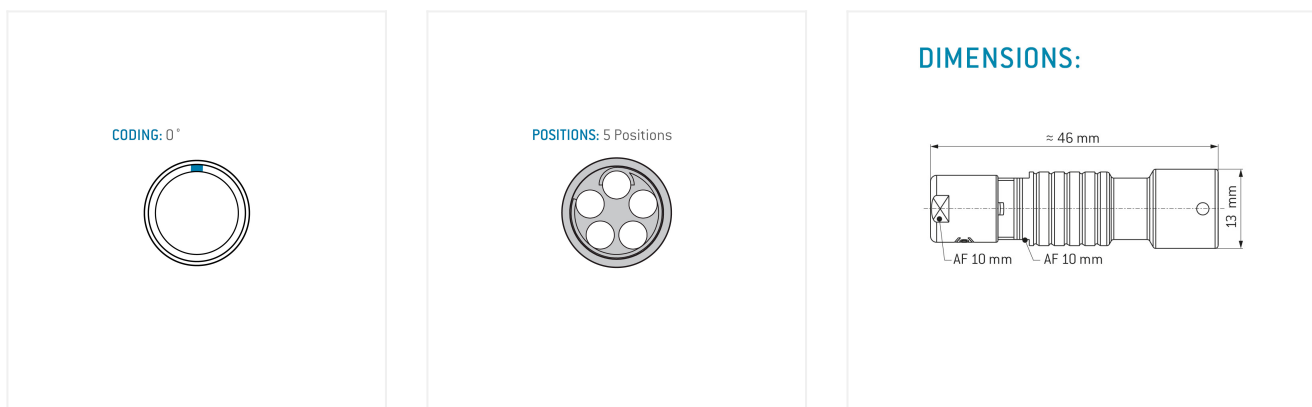 CODING: 0°
POSITIONS: 5 Positions
DIMENSIONS:
≈ 46 mm
13 mm
AF 10 mm
AF 10 mm